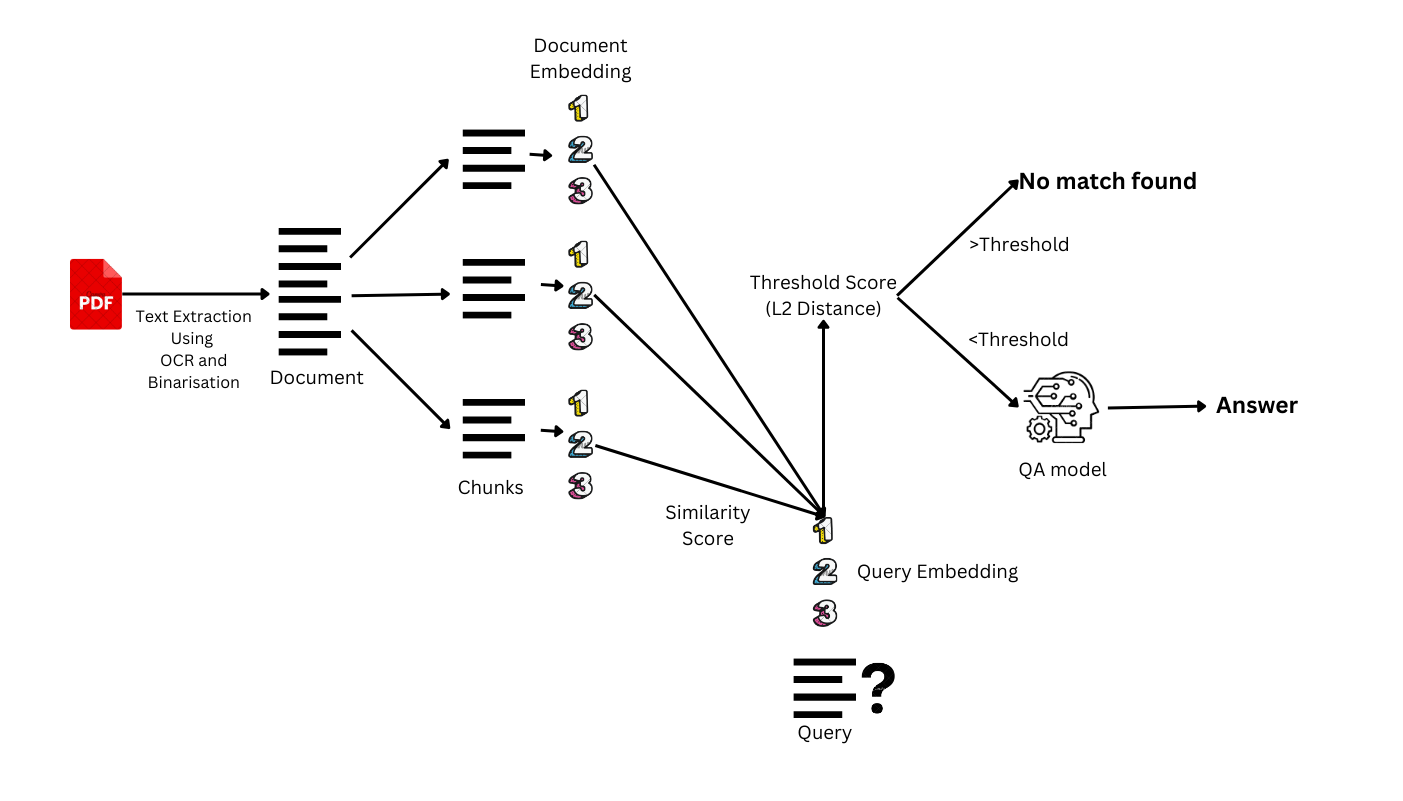 Document
Embedding
1
2
3
1
2
3
1
2
3
PDF
Text Extraction
Using
OCR and
Binarisation
Document
Chunks
Similarity
Score
Threshold Score
(L2 Distance)
No match found
>Threshold
<Threshold
QA model
Answer
1
2
3
Query Embedding
?
Query